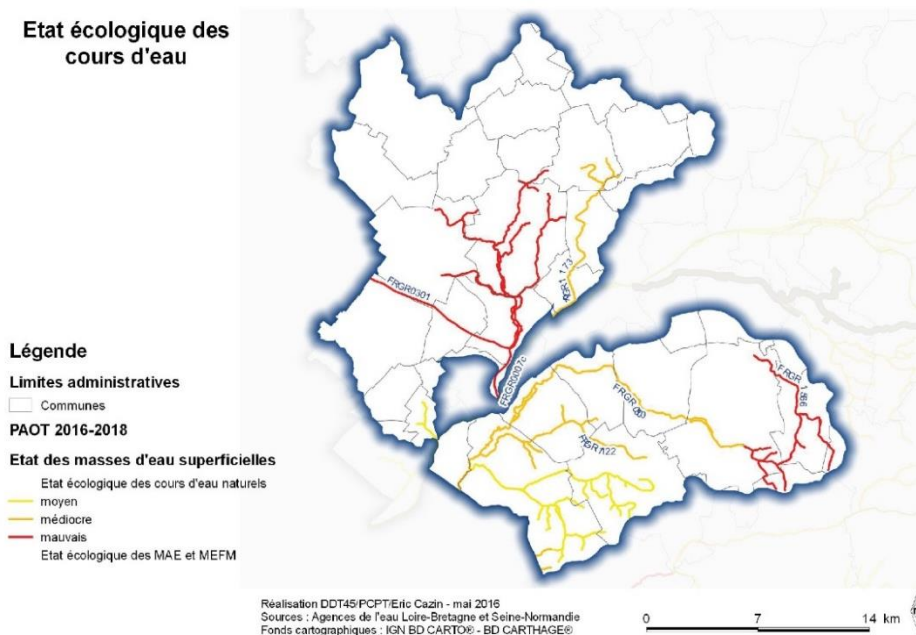 Etat écologique des
cours d'eau
FRGR0301
FRGR0007c
Légende
Limites administratives
Communes
PAOT 2016-2018
Etat des masses d'eau superficielles
Etat écologique des cours d'eau naturels
moyen
médiocre
mauvais
Etat écologique des MAE et MEFM
Réalisation DDT45/PCPT/Eric Cazin - mai 2016
Sources : Agences de l'eau Loire-Bretagne et Seine-Normandie
Fonds cartographiques : IGN BD CARTO® - BD CARTHAGE®
0 7 14 km